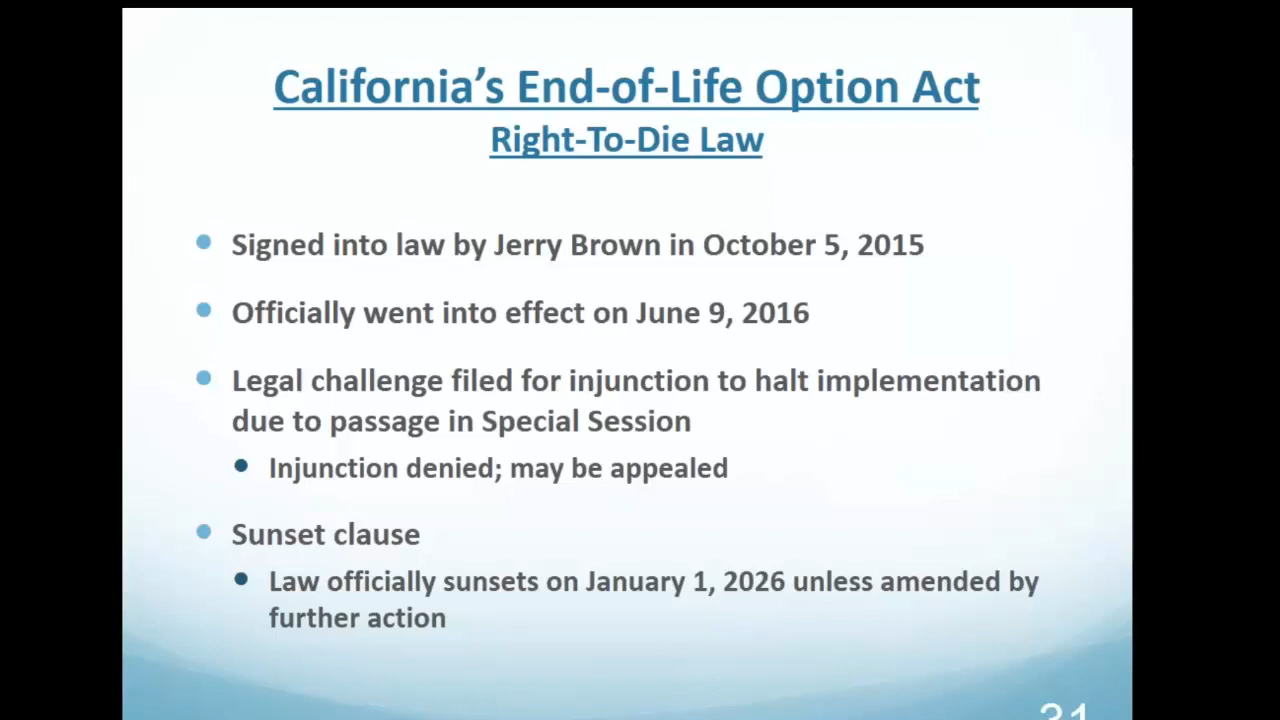 California’s End-of-Life Option Act
Right-To-Die Law
Signed into law by Jerry Brown in October 5, 2015
Officially went into effect on June 9, 2016
Legal challenge filed for injunction to halt implementation
due to passage in Special Session
Injunction denied; may be appealed
Sunset clause
Law officially sunsets on January 1, 2026 unless amended by
further action
31